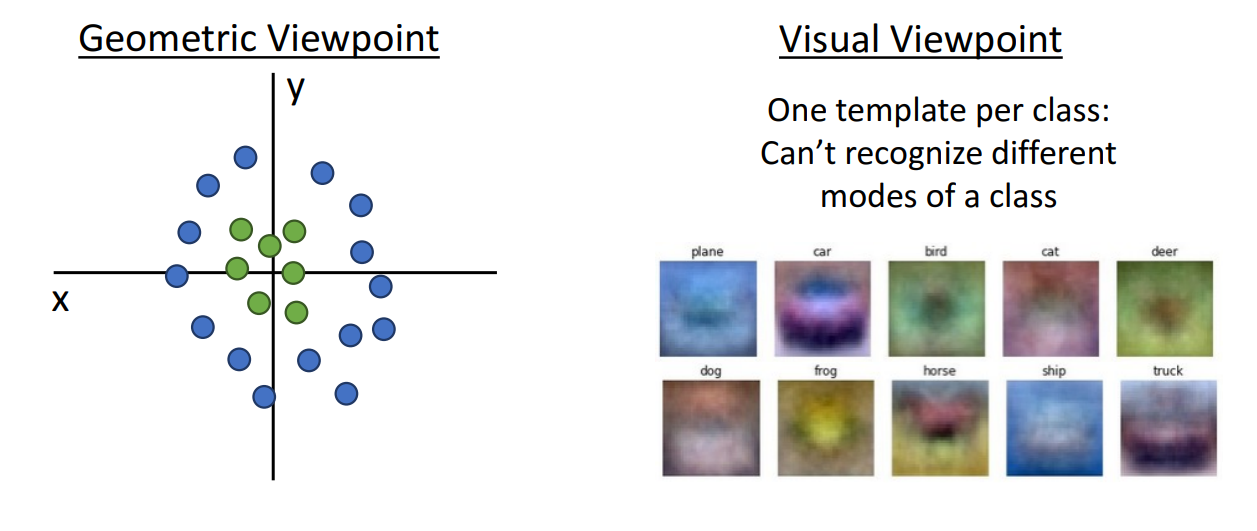 Geometric Viewpoint
y
x
Visual Viewpoint
One template per class:
Can’t recognize different
modes of a class
plane car bird cat deer
dog frog horse ship truck